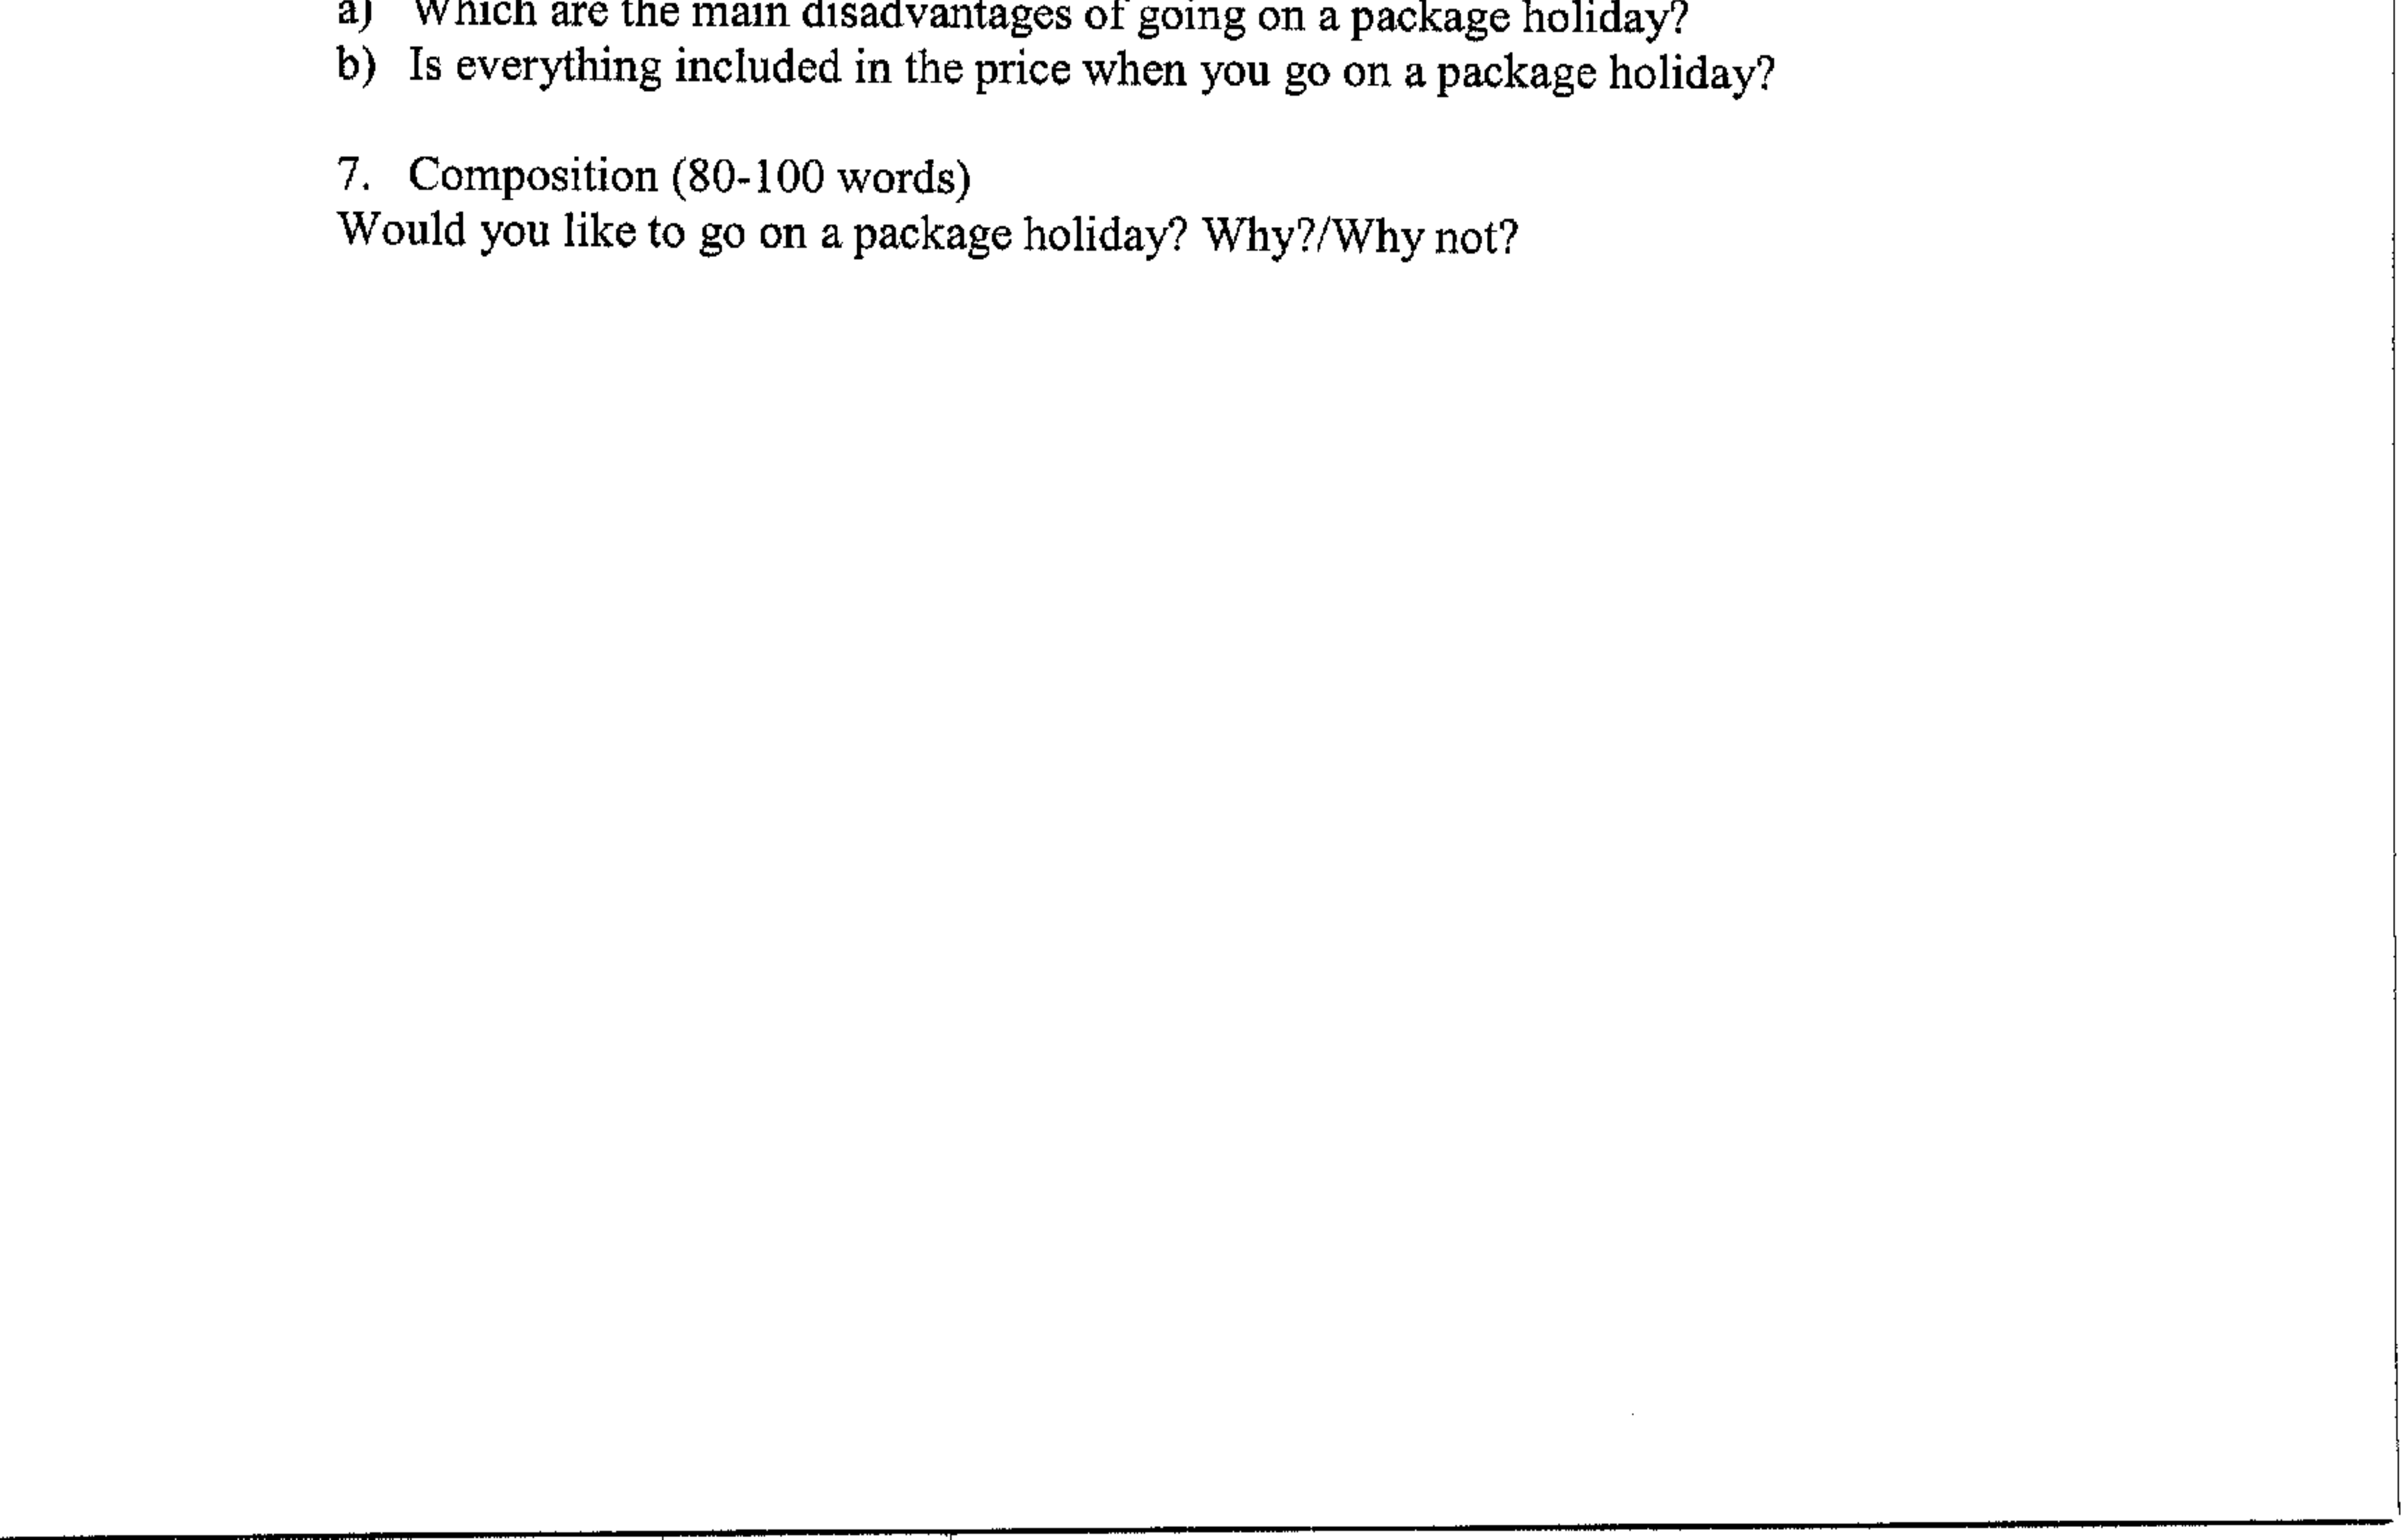 a) Which are the main disadvantages of going on a package holiday?
b) Is everything included in the price when you go on a package holiday?
7. Composition (80-100 words)
Would you like to go on a package holiday? Why?/Why not?